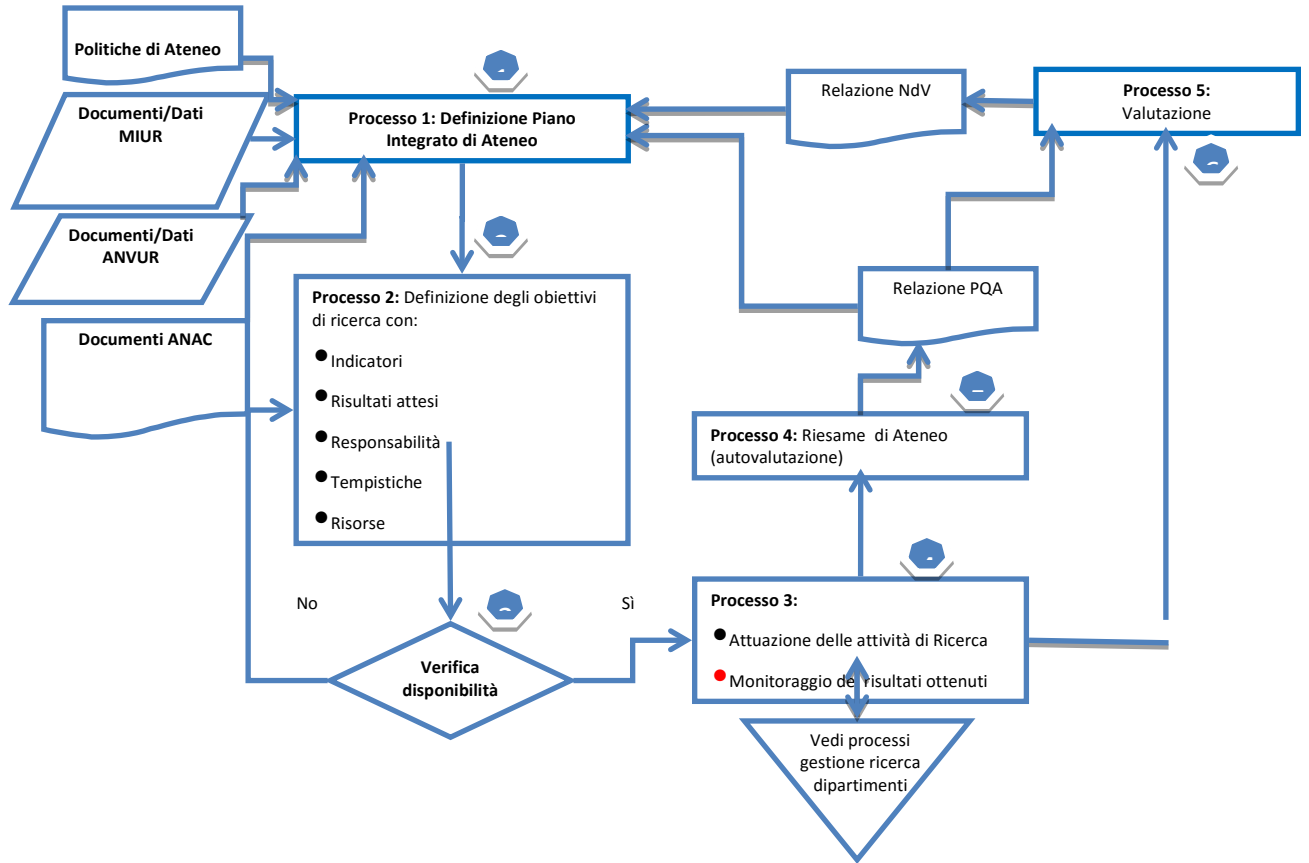 Politiche di Ateneo
Documenti/Dati
MIUR
Documenti/Dati
ANVUR
Documenti ANAC
Processo 1: Definizione Piano
Integrato di Ateneo
Relazione NdV
Processo 5:
Valutazione
Processo 2: Definizione degli obiettivi
di ricerca con:
● Indicatori
● Risultati attesi
● Responsabilità
● Tempistiche
● Risorse
Relazione PQA
Processo 4: Riesame di Ateneo
(autovalutazione)
No
Sì
Verifica
disponibilità
Processo 3:
● Attuazione delle attività di Ricerca
● Monitoraggio dei risultati ottenuti
Vedi processi
gestione ricerca
dipartimenti